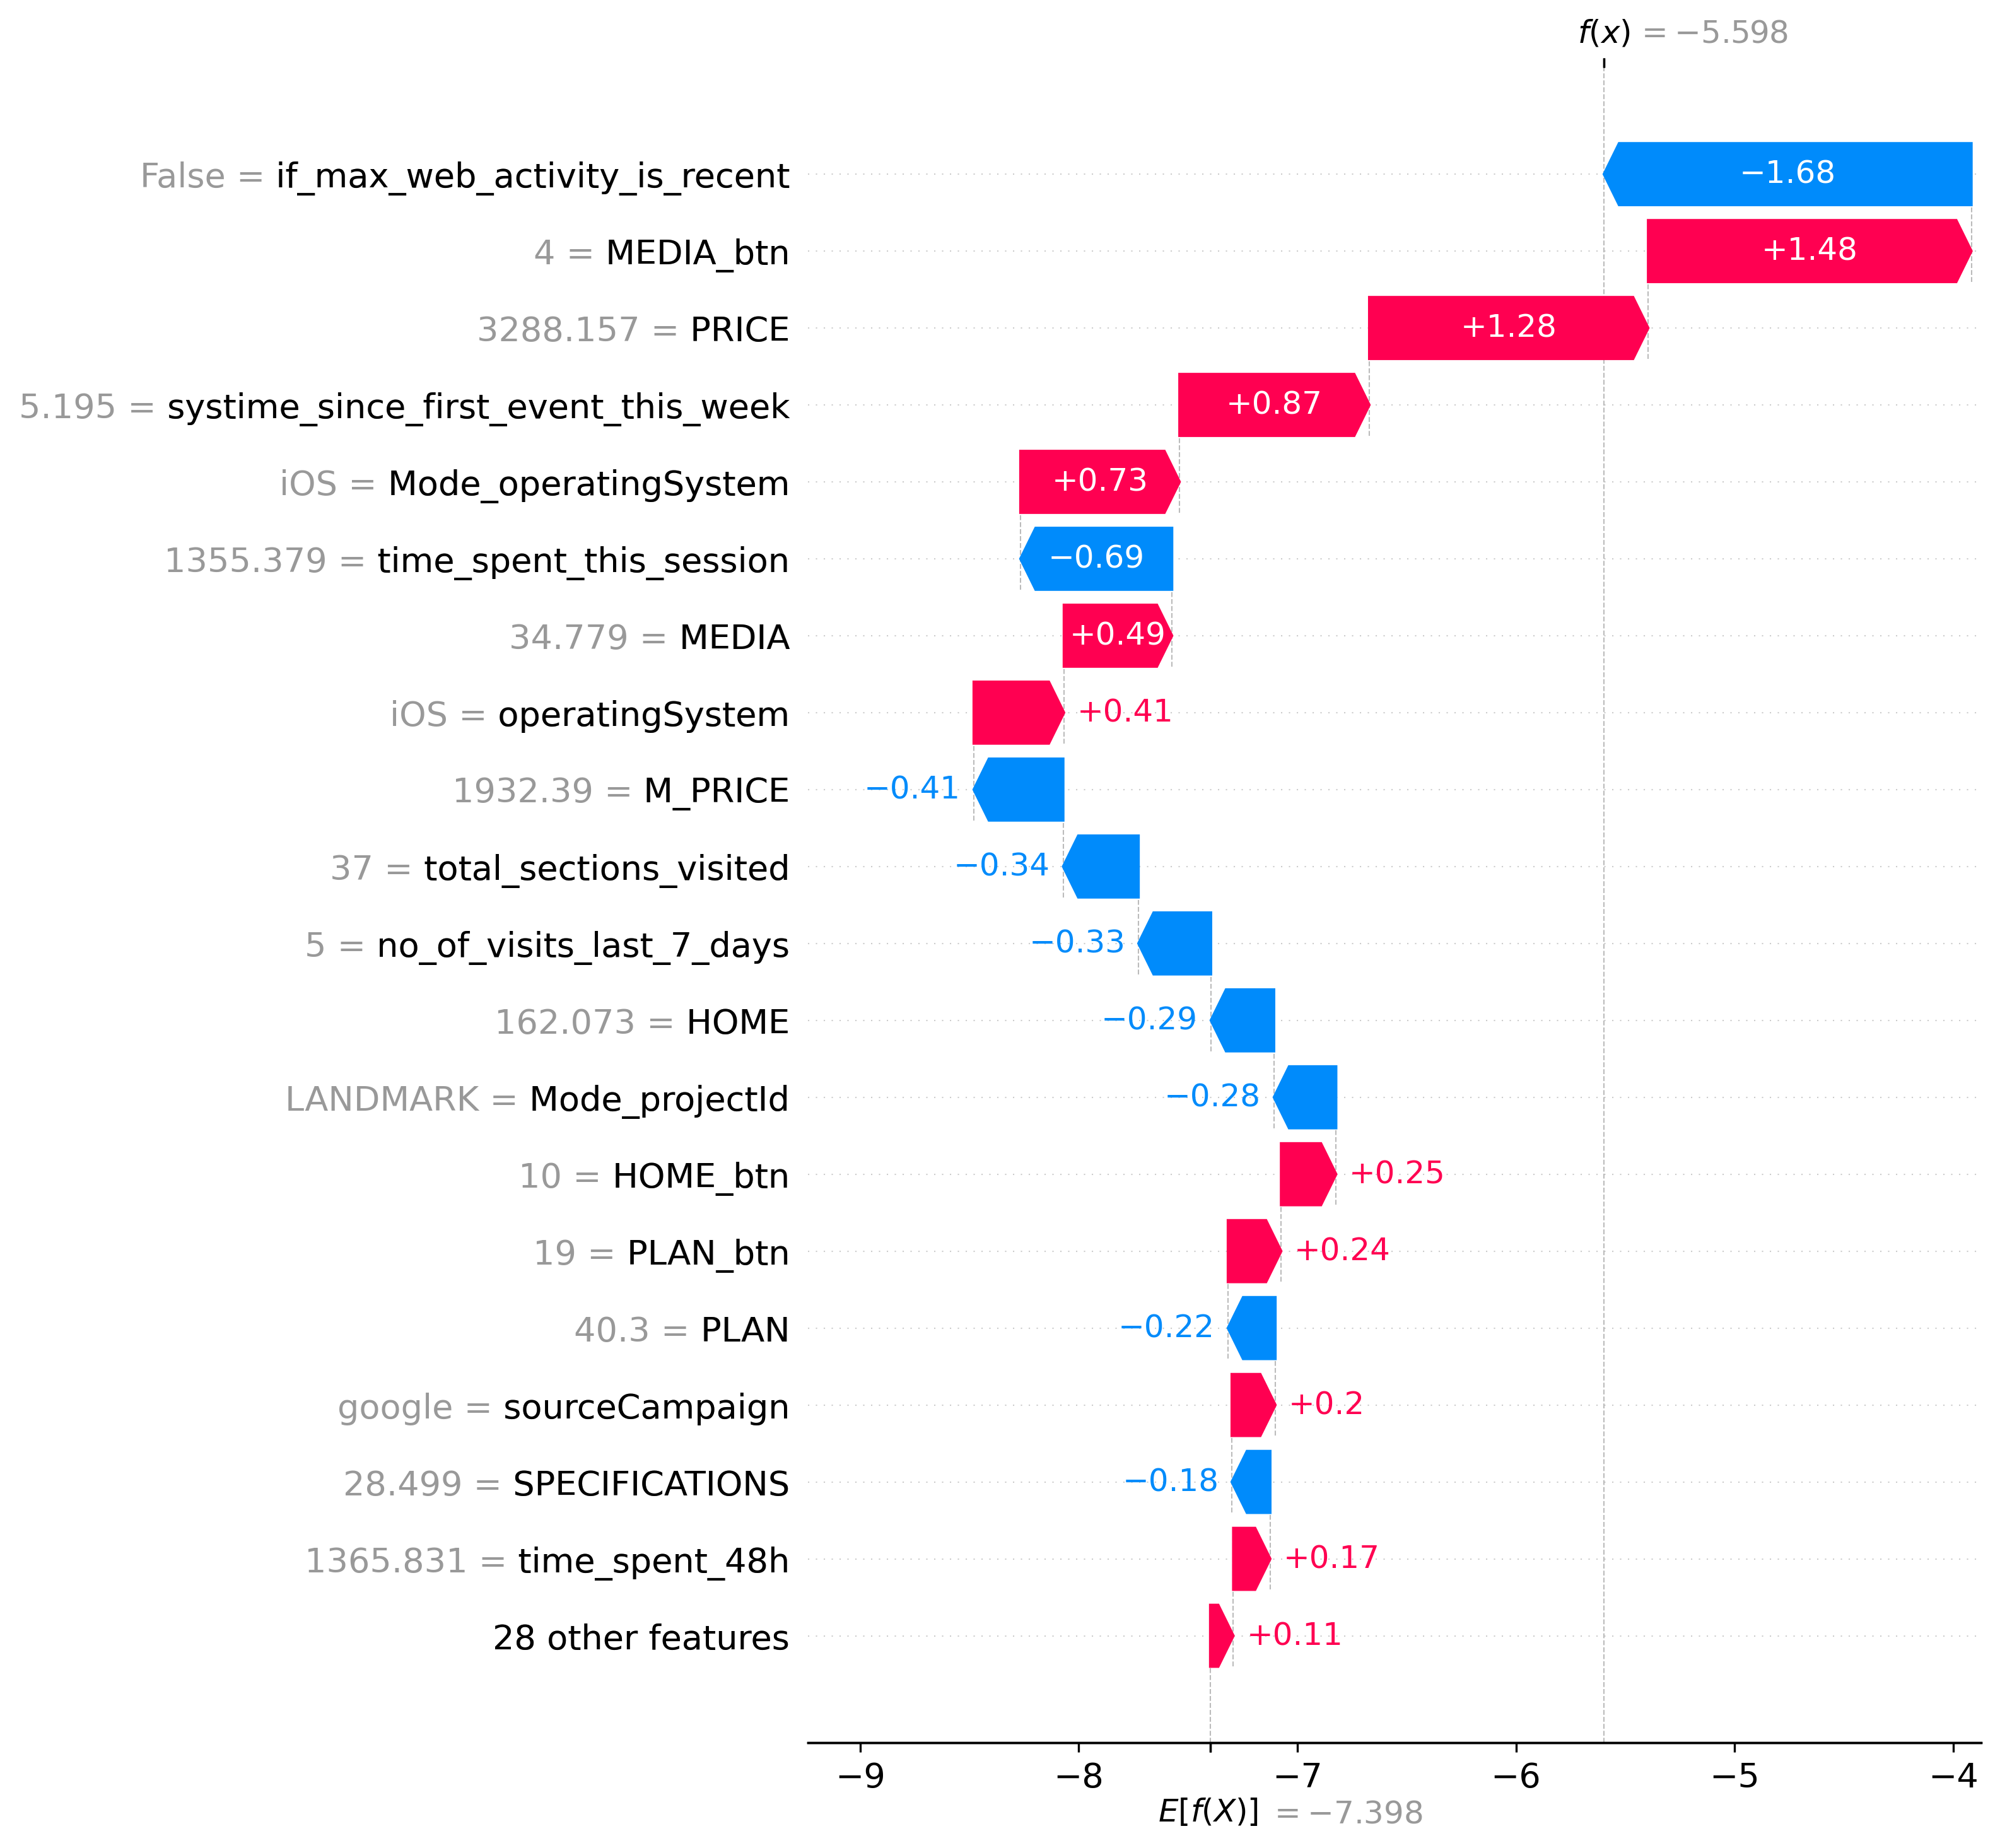 f(x) = −5.598
False = if_max_web_activity_is_recent −1.68
4 = MEDIA_btn +1.48
3288.157 = PRICE +1.28
5.195 = systime_since_first_event_this_week +0.87
iOS = Mode_operatingSystem +0.73
1355.379 = time_spent_this_session −0.69
34.779 = MEDIA +0.49
iOS = operatingSystem +0.41
1932.39 = M_PRICE −0.41
37 = total_sections_visited −0.34
5 = no_of_visits_last_7_days −0.33
162.073 = HOME −0.29
LANDMARK = Mode_projectId −0.28
10 = HOME_btn +0.25
19 = PLAN_btn +0.24
40.3 = PLAN −0.22
google = sourceCampaign +0.2
28.499 = SPECIFICATIONS −0.18
1365.831 = time_spent_48h +0.17
28 other features +0.11
−9 −8 −7 −6 −5 −4
E[f(X)] = −7.398